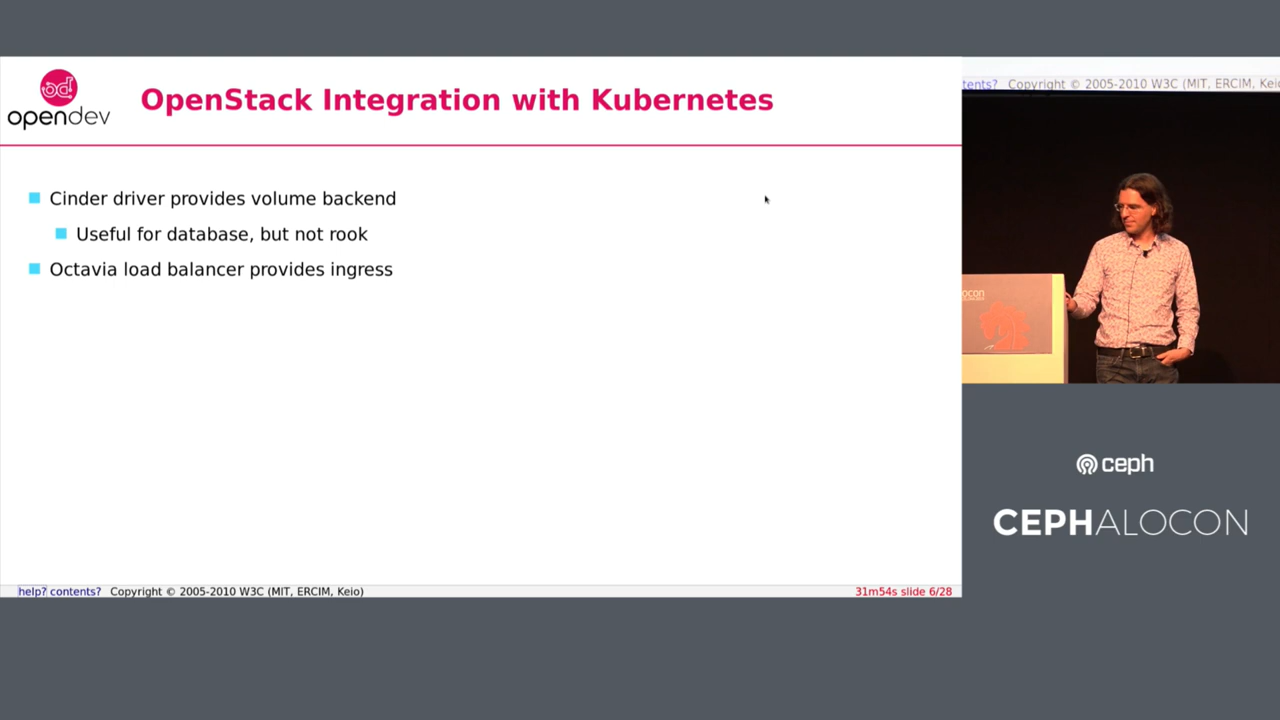 od
opendev
OpenStack Integration with Kubernetes
Cinder driver provides volume backend
Useful for database, but not rook
Octavia load balancer provides ingress
help? contents? Copyright © 2005-2010 W3C (MIT, ERCIM, Keio)
31m54s slide 6/28
tents? Copyright © 2005-2010 W3C (MIT, ERCIM, Keio
ceph
CEPHALOCON